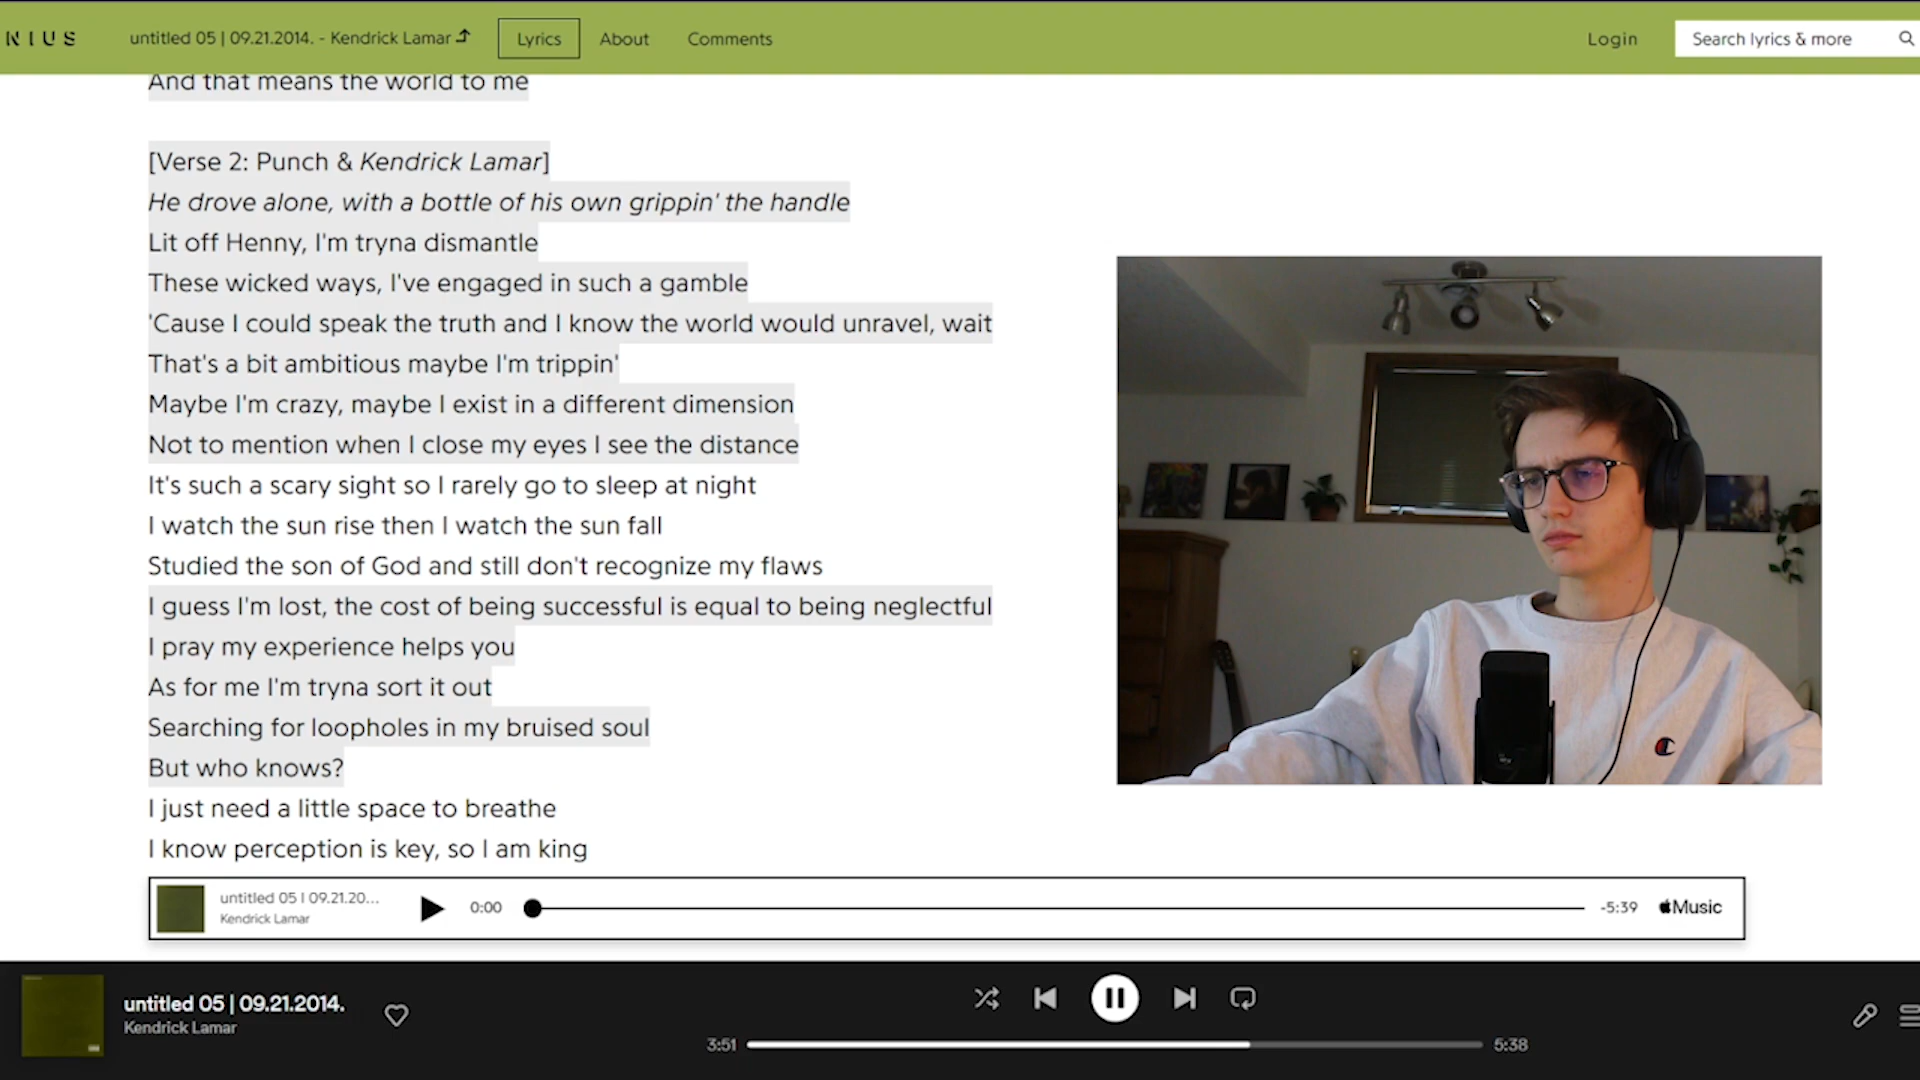 NIUS
untitled 05 | 09.21.2014. - Kendrick Lamar
Lyrics
About
Comments
Login
Search lyrics & more
And that means the world to me
[Verse 2: Punch & Kendrick Lamar]
He drove alone, with a bottle of his own grippin' the handle
Lit off Henny, I'm tryna dismantle
These wicked ways, I've engaged in such a gamble
'Cause I could speak the truth and I know the world would unravel, wait
That's a bit ambitious maybe I'm trippin'
Maybe I'm crazy, maybe I exist in a different dimension
Not to mention when I close my eyes I see the distance
It's such a scary sight so I rarely go to sleep at night
I watch the sun rise then I watch the sun fall
Studied the son of God and still don't recognize my flaws
I guess I'm lost, the cost of being successful is equal to being neglectful
I pray my experience helps you
As for me I'm tryna sort it out
Searching for loopholes in my bruised soul
But who knows?
I just need a little space to breathe
I know perception is key, so I am king
untitled 05 | 09.21.20...
Kendrick Lamar
0:00
-5:39
Music
untitled 05 | 09.21.2014.
Kendrick Lamar
3:51
5:38